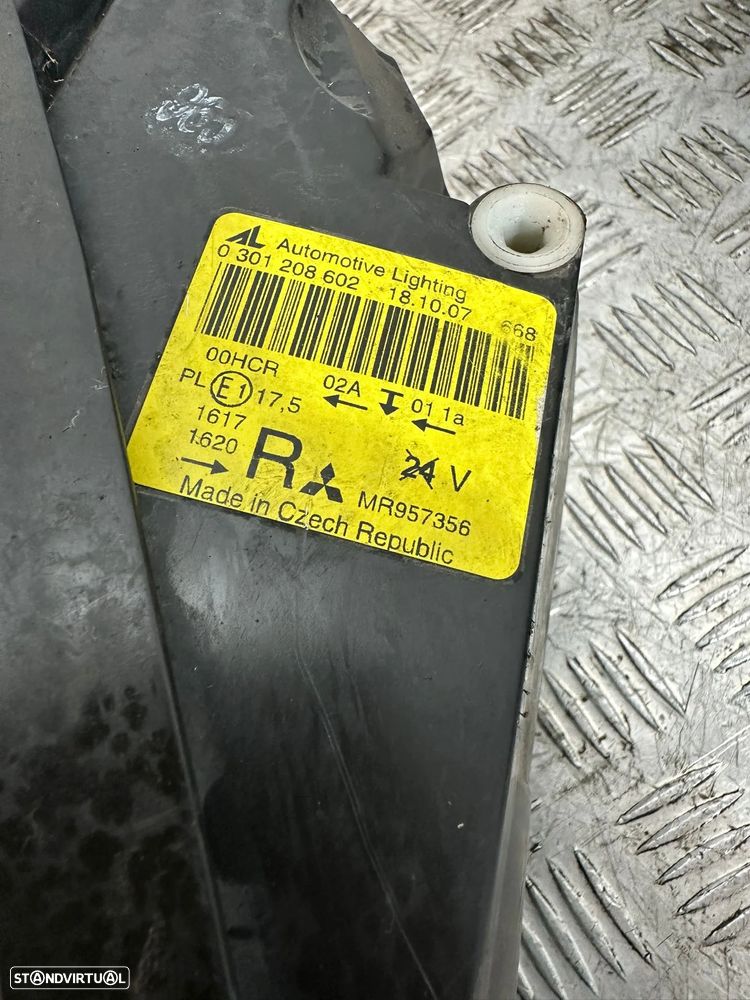 AL Automotive Lighting
0 301 208 602 18.10.07 668
00HCR 02A 01 1a
PL E1 17,5
1617
1620
R 24 V
MR957356
Made in Czech Republic
STANDVIRTUAL